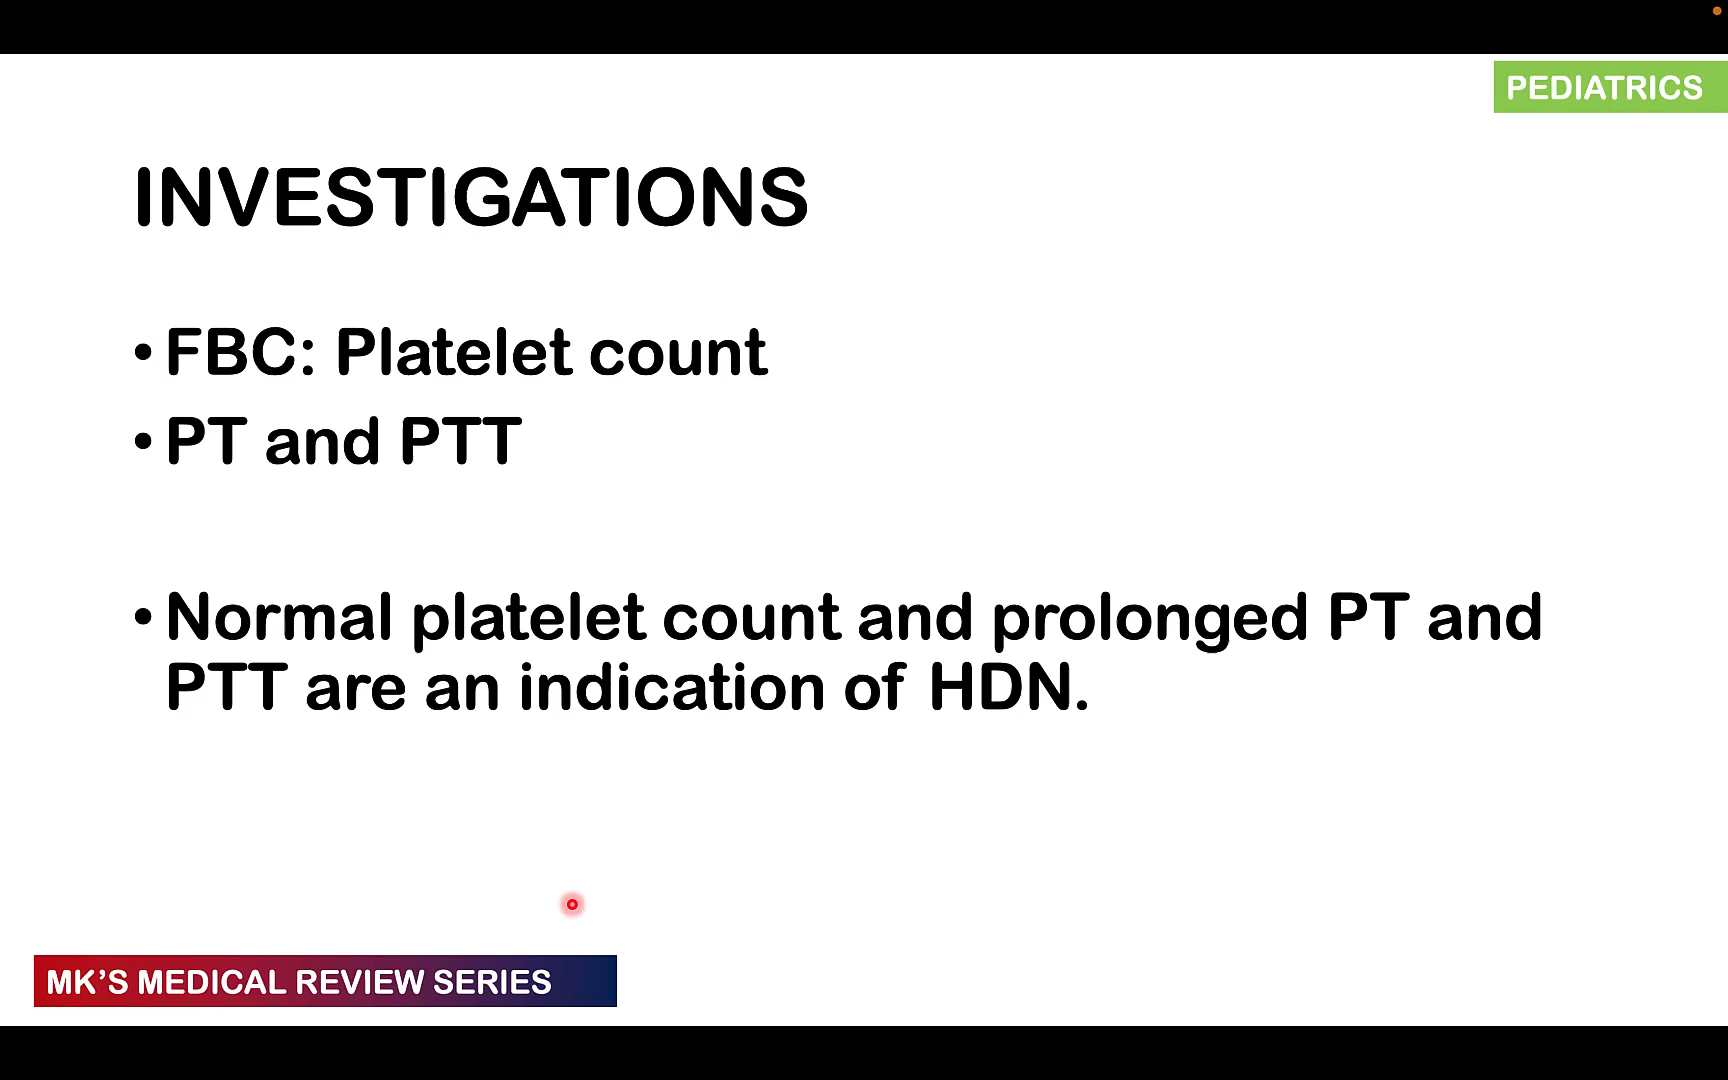 PEDIATRICS
INVESTIGATIONS
• FBC: Platelet count
• PT and PTT
• Normal platelet count and prolonged PT and
PTT are an indication of HDN.
MK’S MEDICAL REVIEW SERIES